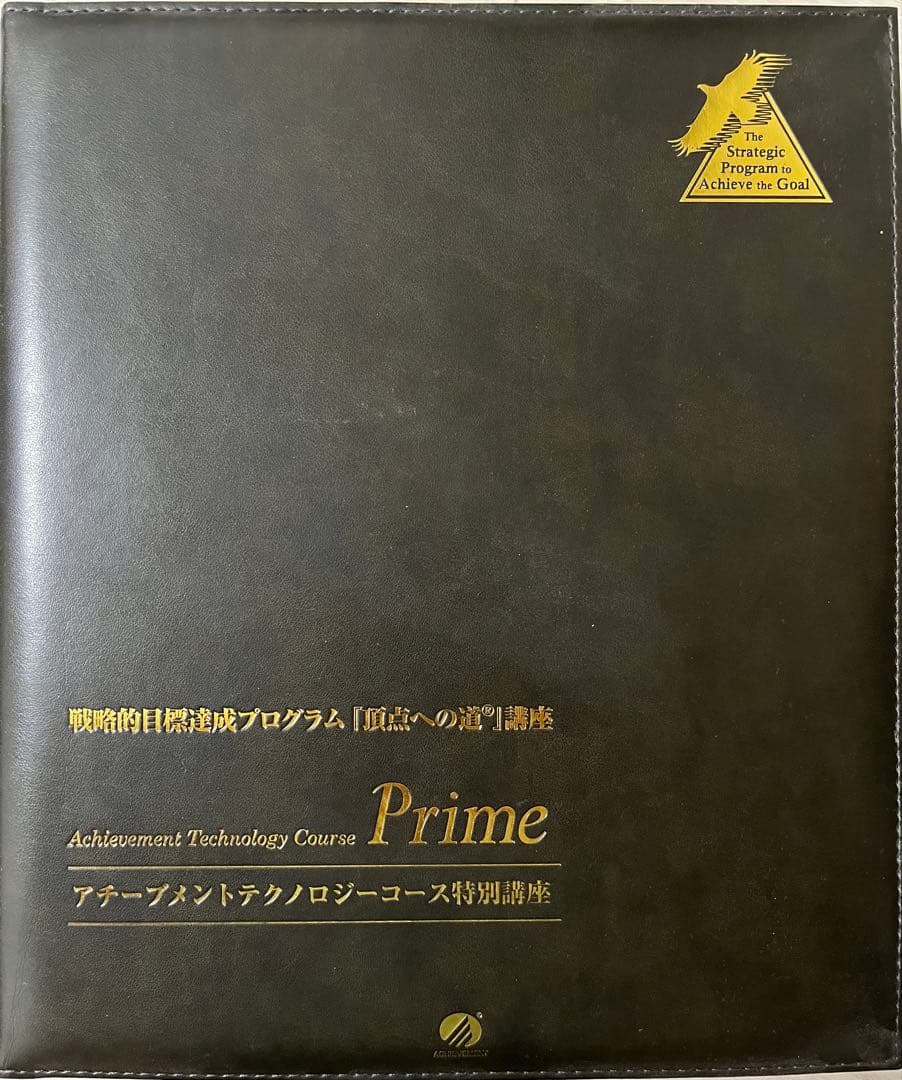 The
Strategic
Program to
Achieve the Goal
戦略的目標達成プログラム『頂点への道®』講座
Achievement Technology Course Prime
アチーブメントテクノロジーコース特別講座
ACHIEVEMENT